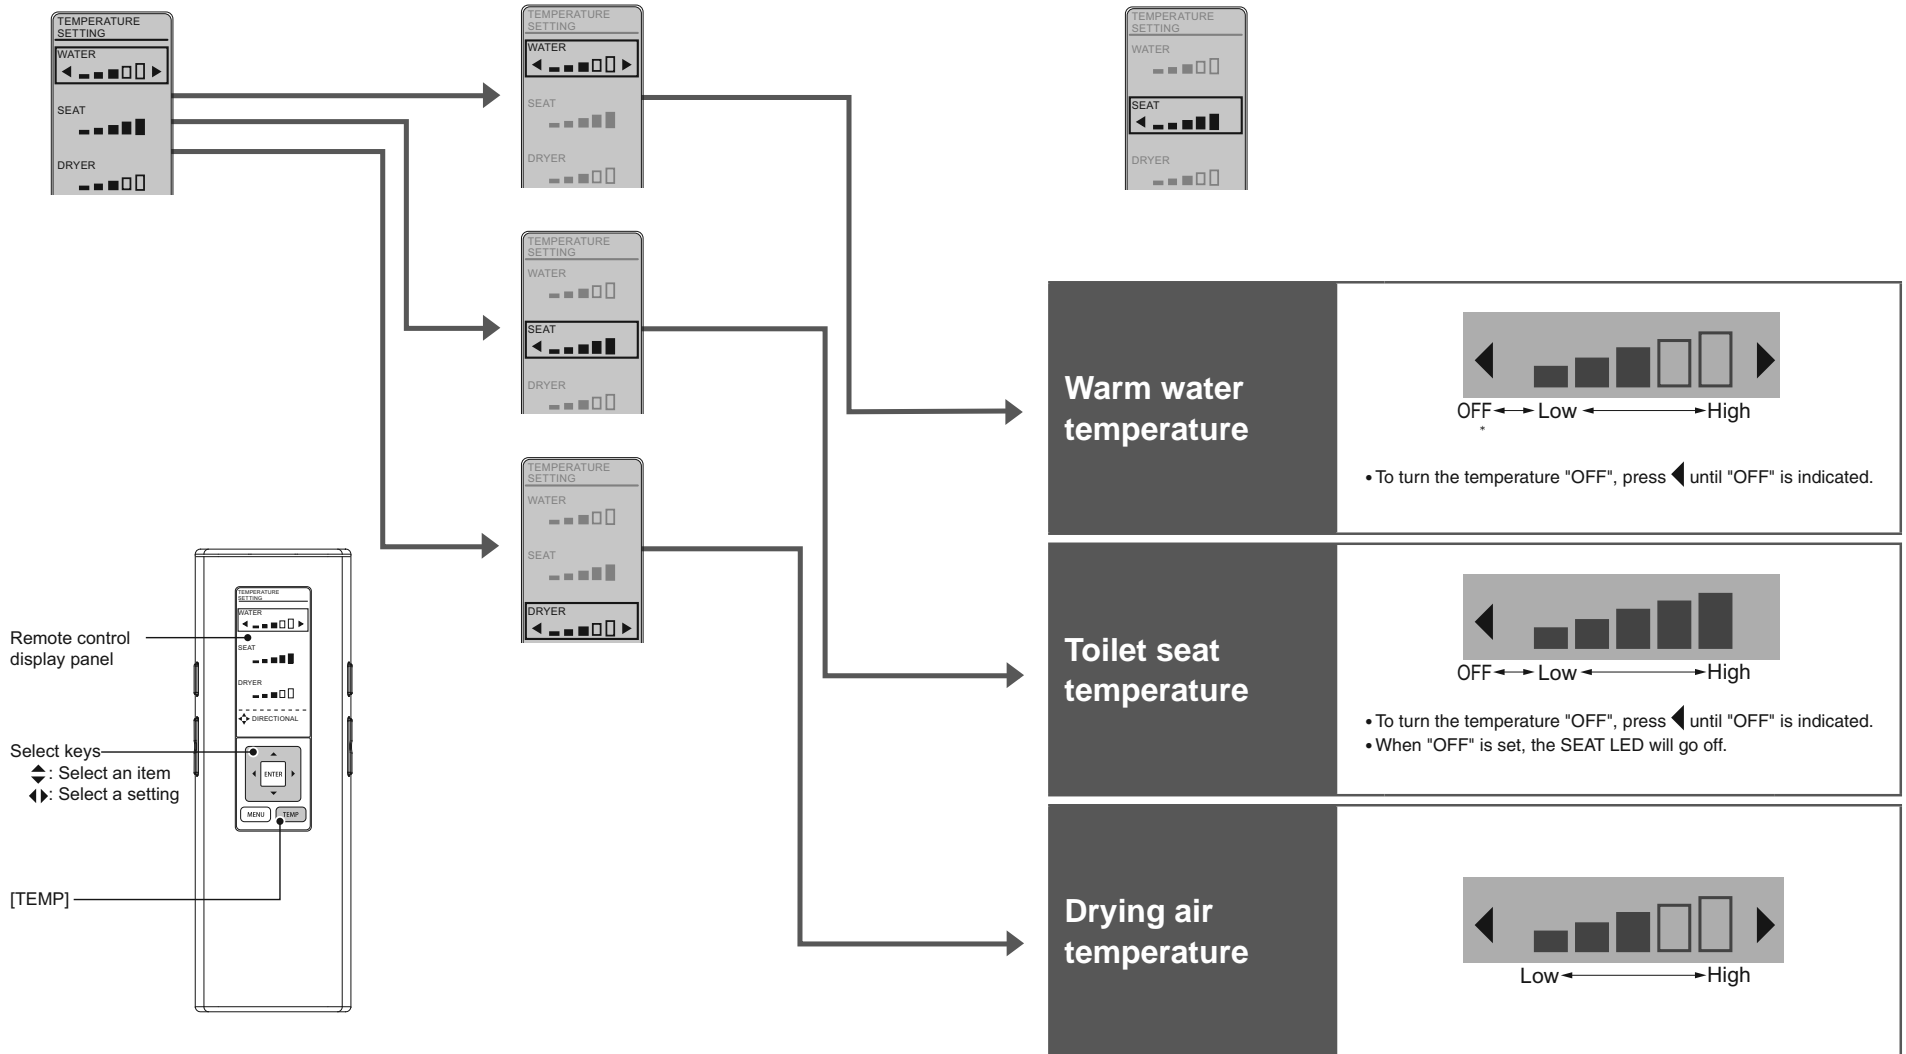 TEMPERATURE
SETTING
WATER
SEAT
DRYER
TEMPERATURE
SETTING
WATER
SEAT
DRYER
TEMPERATURE
SETTING
WATER
SEAT
DRYER
TEMPERATURE
SETTING
WATER
SEAT
DRYER
TEMPERATURE
SETTING
WATER
SEAT
DRYER
Remote control
display panel
Select keys
: Select an item
: Select a setting
[TEMP]
TEMPERATURE
SETTING
WATER
SEAT
DRYER
DIRECTIONAL
ENTER
MENU TEMP
Warm water
temperature
OFF Low High
*
• To turn the temperature "OFF", press ◀ until "OFF" is indicated.
Toilet seat
temperature
OFF Low High
• To turn the temperature "OFF", press ◀ until "OFF" is indicated.
• When "OFF" is set, the SEAT LED will go off.
Drying air
temperature
Low High